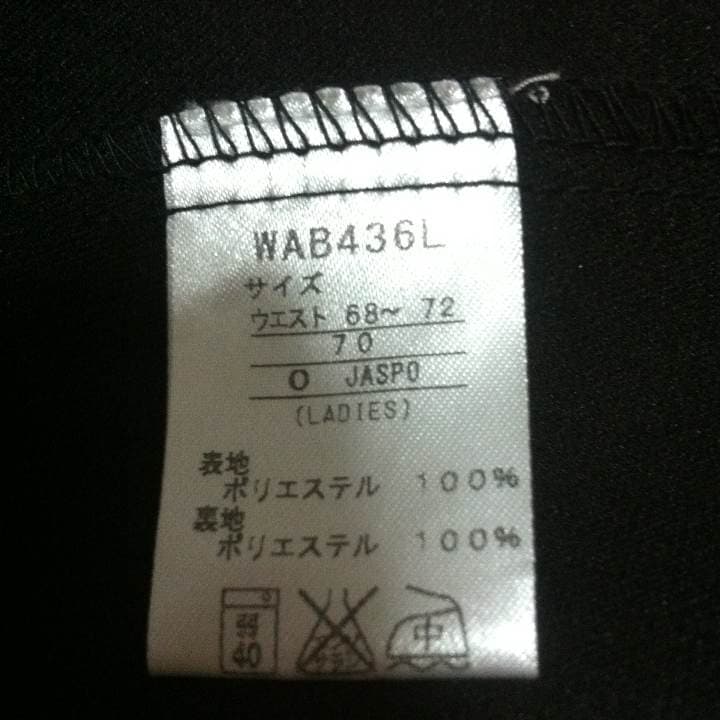 WAB436L
サイズ
ウエスト 68〜 72
70
O JASPO
(LADIES)
表地
ポリエステル 100%
裏地
ポリエステル 100%
中